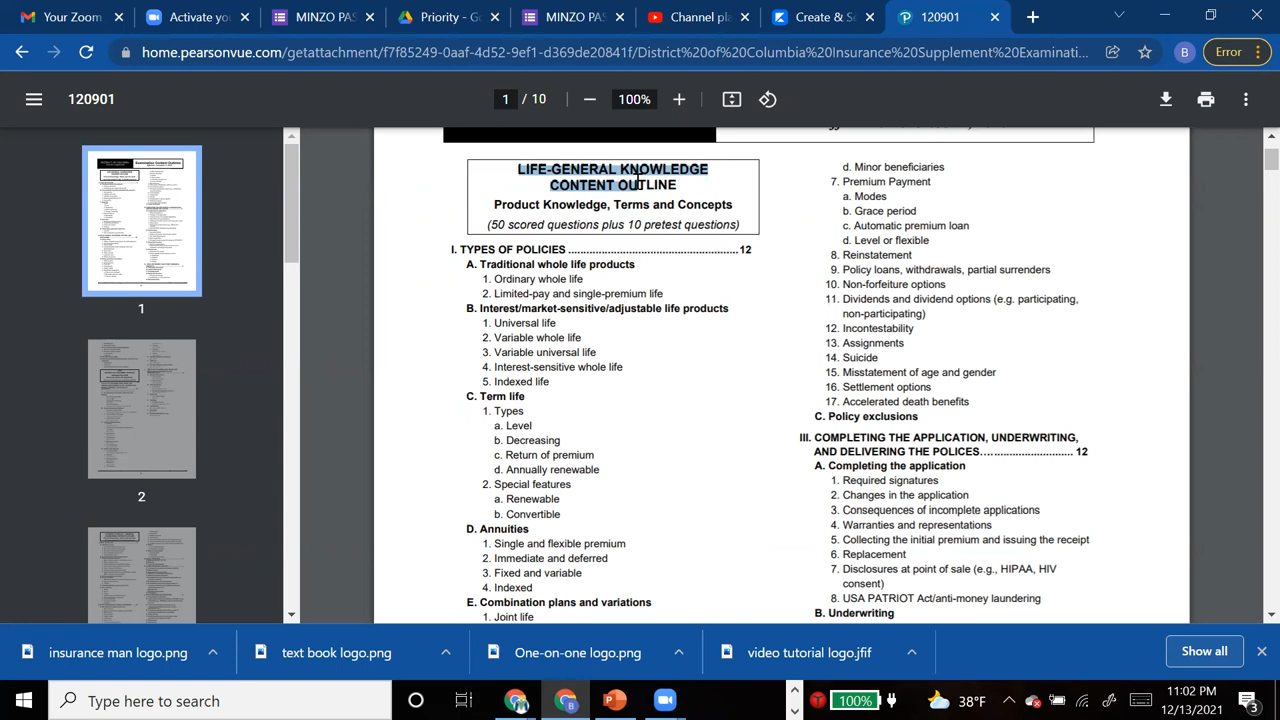 Your Zoom
Activate you
MINZO PAS
Priority - Go
MINZO PAS
Channel pla
Create & Se
120901
home.pearsonvue.com/getattachment/f7f85249-0aaf-4d52-9ef1-d369de20841f/District%20of%20Columbia%20Insurance%20Supplement%20Examinati...
B
Error
120901
1 / 10
100%
LIFE-GENERAL KNOWLEDGE
CONTENT OUTLINE
Product Knowledge, Terms and Concepts
(50 scored questions plus 10 pretest questions)
I. TYPES OF POLICIES 12
A. Traditional whole life products
1. Ordinary whole life
2. Limited-pay and single-premium life
B. Interest/market-sensitive/adjustable life products
1. Universal life
2. Variable whole life
3. Variable universal life
4. Interest-sensitive whole life
5. Indexed life
C. Term life
1. Types
a. Level
b. Decreasing
c. Return of premium
d. Annually renewable
2. Special features
a. Renewable
b. Convertible
D. Annuities
1. Single and flexible premium
2. Immediate and deferred
3. Fixed and variable
4. Indexed
E. Combination plans and variations
1. Joint life
d. Minor beneficiaries
7. Premium Payment
a. Modes
b. Grace period
c. Automatic premium loan
d. Level or flexible
8. Reinstatement
9. Policy loans, withdrawals, partial surrenders
10. Non-forfeiture options
11. Dividends and dividend options (e.g. participating,
non-participating)
12. Incontestability
13. Assignments
14. Suicide
15. Misstatement of age and gender
16. Settlement options
17. Accelerated death benefits
C. Policy exclusions
III. COMPLETING THE APPLICATION, UNDERWRITING,
AND DELIVERING THE POLICES 12
A. Completing the application
1. Required signatures
2. Changes in the application
3. Consequences of incomplete applications
4. Warranties and representations
5. Collecting the initial premium and issuing the receipt
6. Replacement
7. Disclosures at point of sale (e.g., HIPAA, HIV
consent)
8. USA PATRIOT Act/anti-money laundering
B. Underwriting
1
2
insurance man logo.png
text book logo.png
One-on-one logo.png
video tutorial logo.jfif
Show all
Type here to search
100%
38°F
11:02 PM
12/13/2021
3